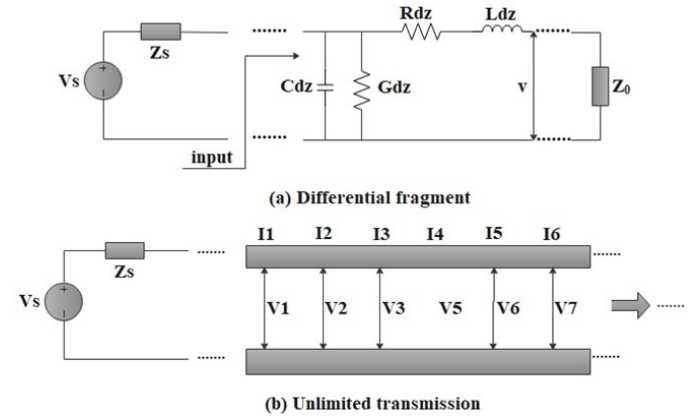 Rdz Ldz
Zs
Vs
Cdz Gdz v Z₀
input
(a) Differential fragment
I1 I2 I3 I4 I5 I6
Zs
Vs
V1 V2 V3 V5 V6 V7
(b) Unlimited transmission